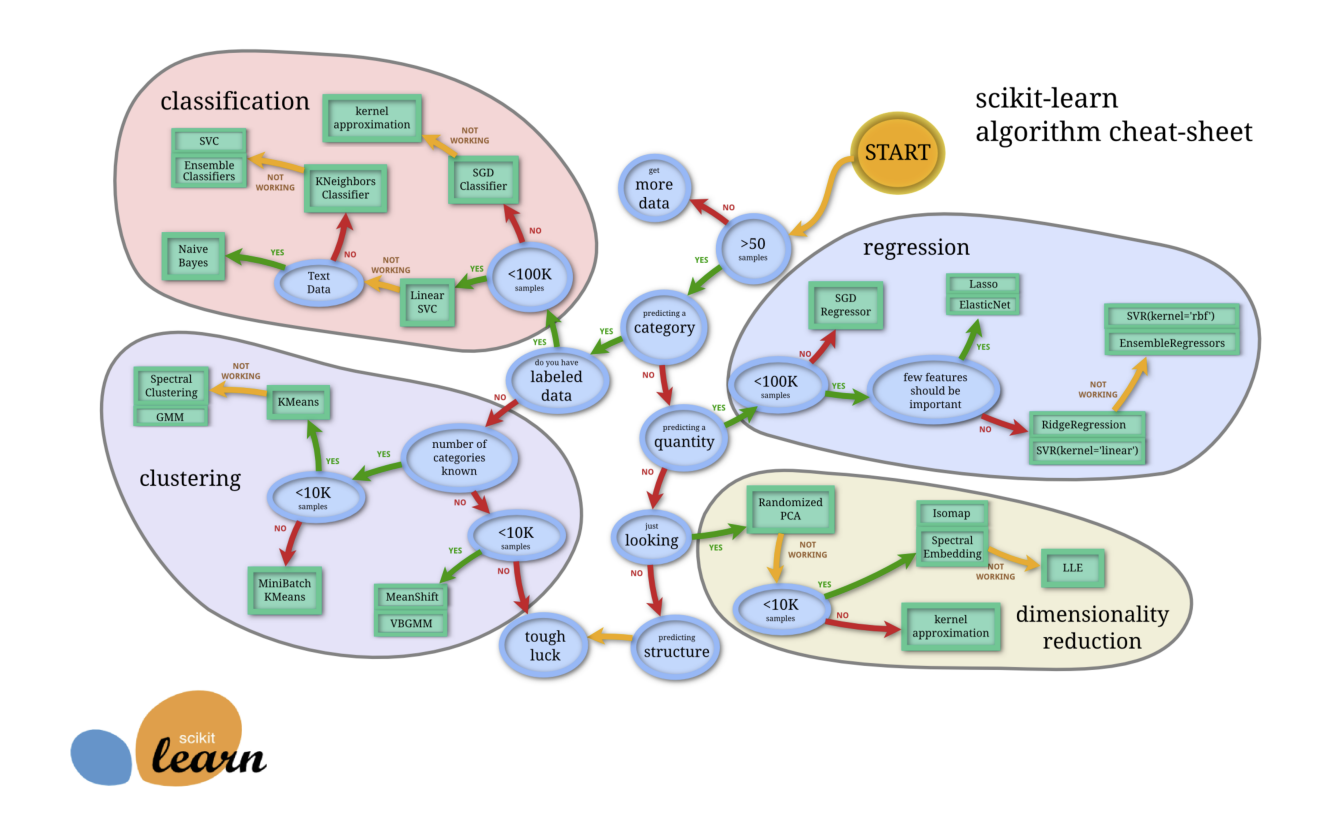 scikit-learn
algorithm cheat-sheet
START
get
more
data
NO
>50
samples
YES
predicting a
category
YES
NO
do you have
labeled
data
YES
NO
predicting a
quantity
YES
NO
just
looking
YES
NO
predicting
structure
tough
luck
classification
kernel
approximation
NOT
WORKING
SGD
Classifier
NO
<100K
samples
YES
Linear
SVC
NOT
WORKING
Text
Data
YES
Naive
Bayes
NO
KNeighbors
Classifier
NOT
WORKING
SVC
Ensemble
Classifiers
clustering
number of
categories
known
YES
NO
<10K
samples
YES
KMeans
NOT
WORKING
Spectral
Clustering
GMM
NO
MiniBatch
KMeans
<10K
samples
YES
NO
MeanShift
VBGMM
regression
<100K
samples
NO
SGD
Regressor
YES
few features
should be
important
YES
Lasso
ElasticNet
NO
RidgeRegression
SVR(kernel='linear')
NOT
WORKING
SVR(kernel='rbf')
EnsembleRegressors
dimensionality
reduction
Randomized
PCA
NOT
WORKING
<10K
samples
YES
Isomap
Spectral
Embedding
NOT
WORKING
LLE
NO
kernel
approximation
scikit
learn